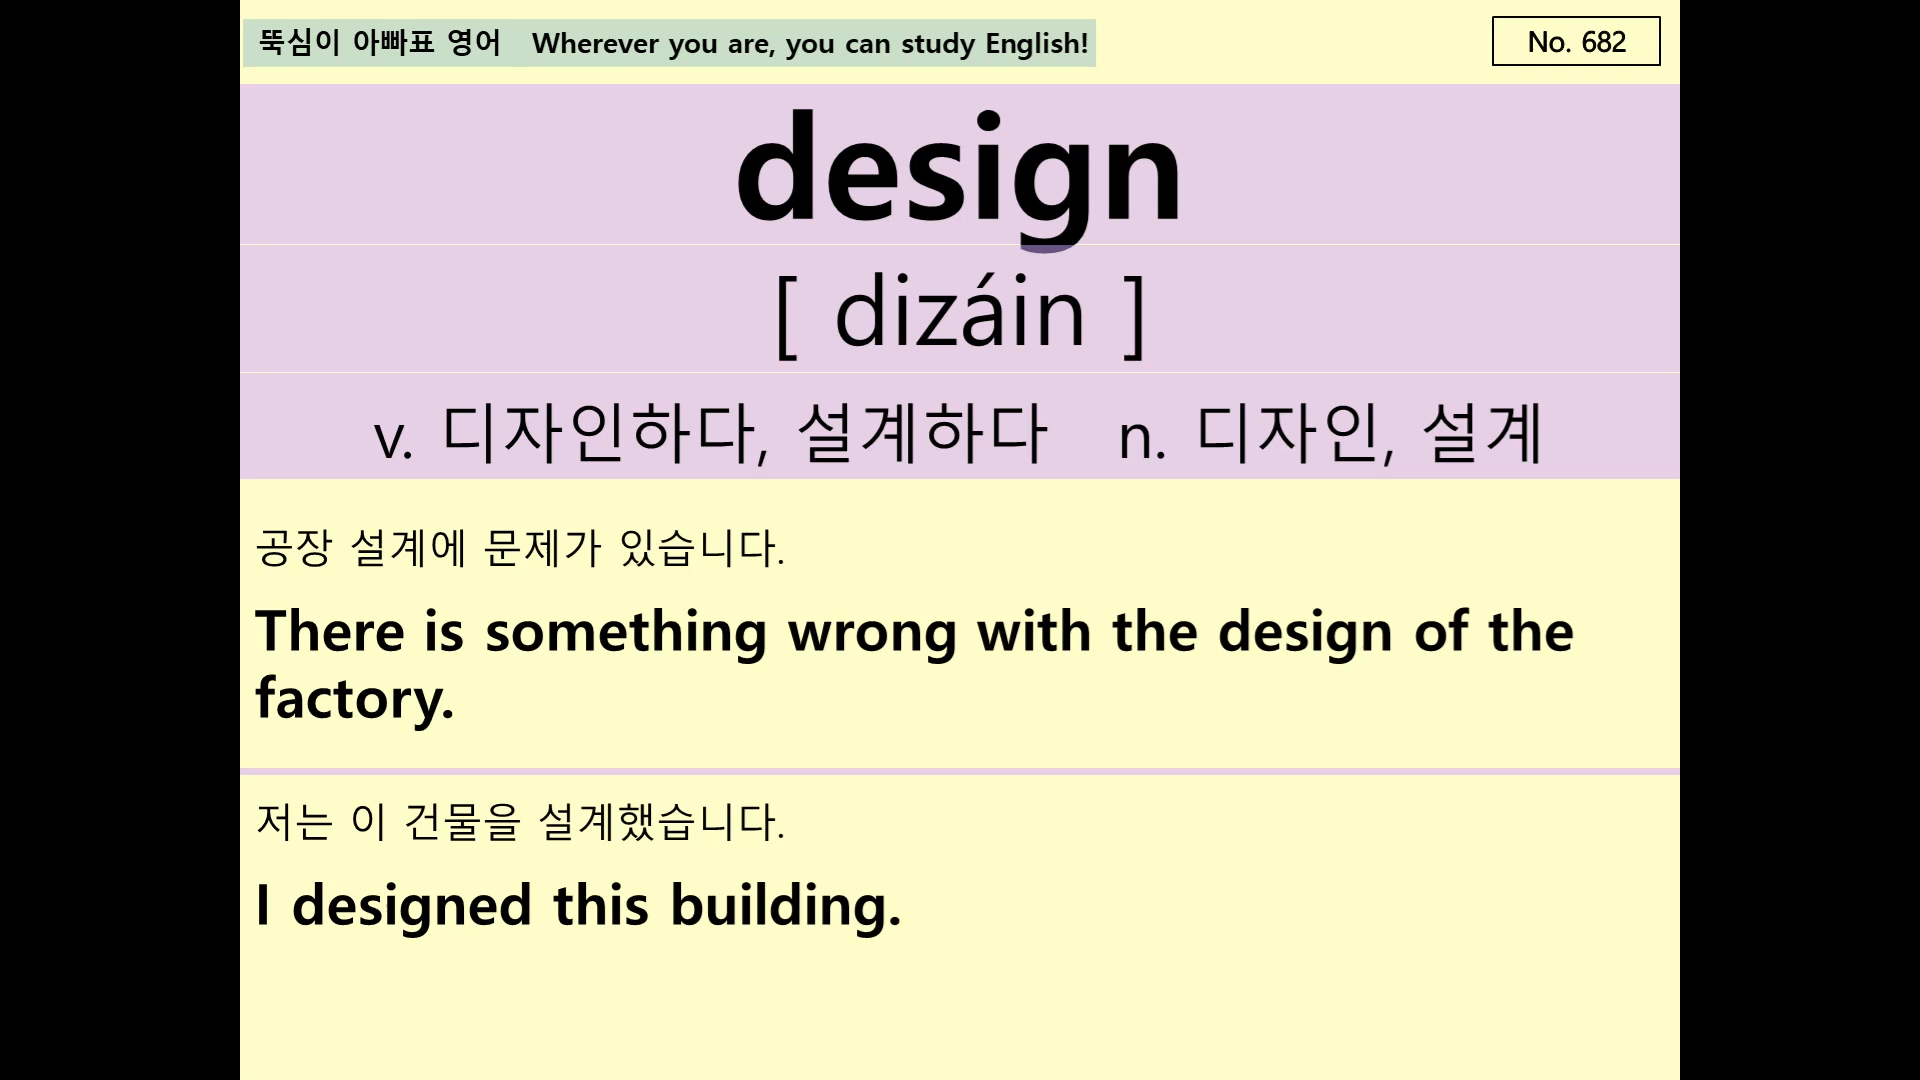 뚝심이 아빠표 영어 Wherever you are, you can study English!
No. 682
design
[ dizáin ]
v. 디자인하다, 설계하다 n. 디자인, 설계
공장 설계에 문제가 있습니다.
There is something wrong with the design of the
factory.
저는 이 건물을 설계했습니다.
I designed this building.